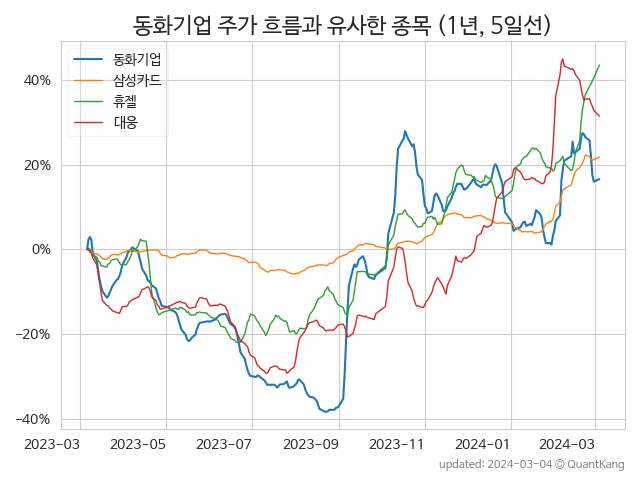 동화기업 주가 흐름과 유사한 종목 (1년, 5일선)
동화기업
삼성카드
휴젤
대웅
40%
20%
0%
−20%
−40%
2023-03 2023-05 2023-07 2023-09 2023-11 2024-01 2024-03
updated: 2024-03-04 © QuantKang